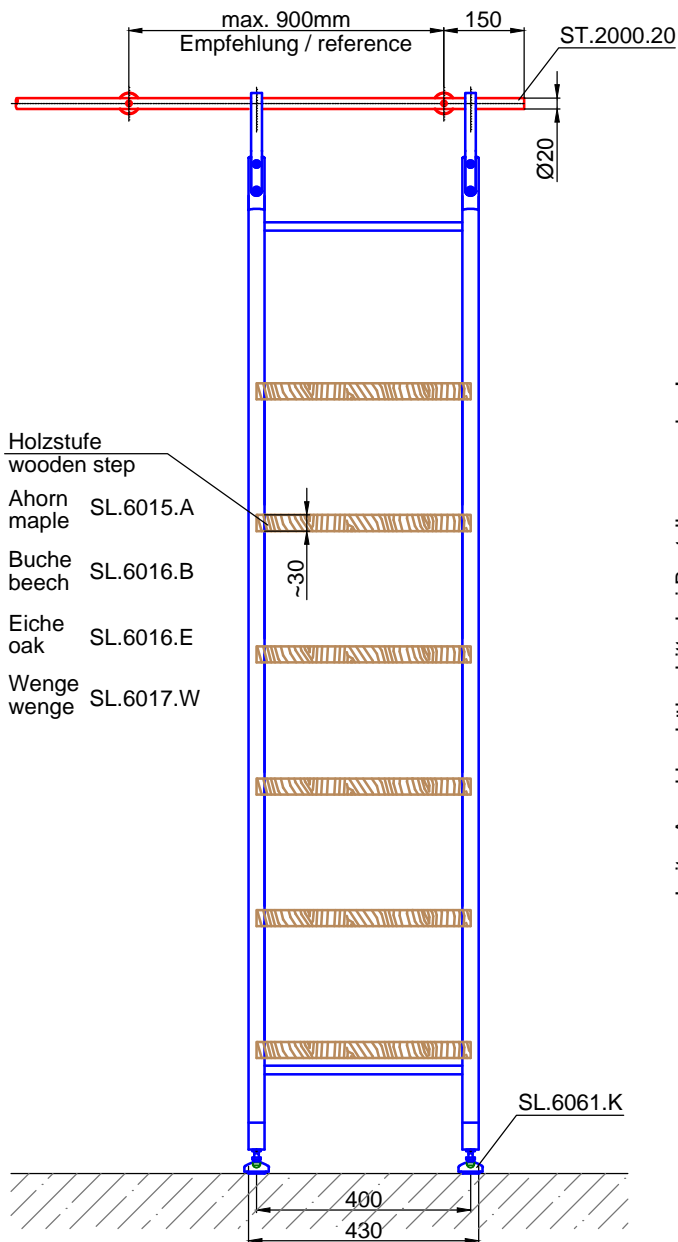 max. 900mm
Empfehlung / reference
150
ST.2000.20
Ø20
Holzstufe
wooden step
Ahorn
maple
SL.6015.A
Buche
beech
SL.6016.B
Eiche
oak
SL.6016.E
Wenge
wenge
SL.6017.W
~30
SL.6061.K
400
430